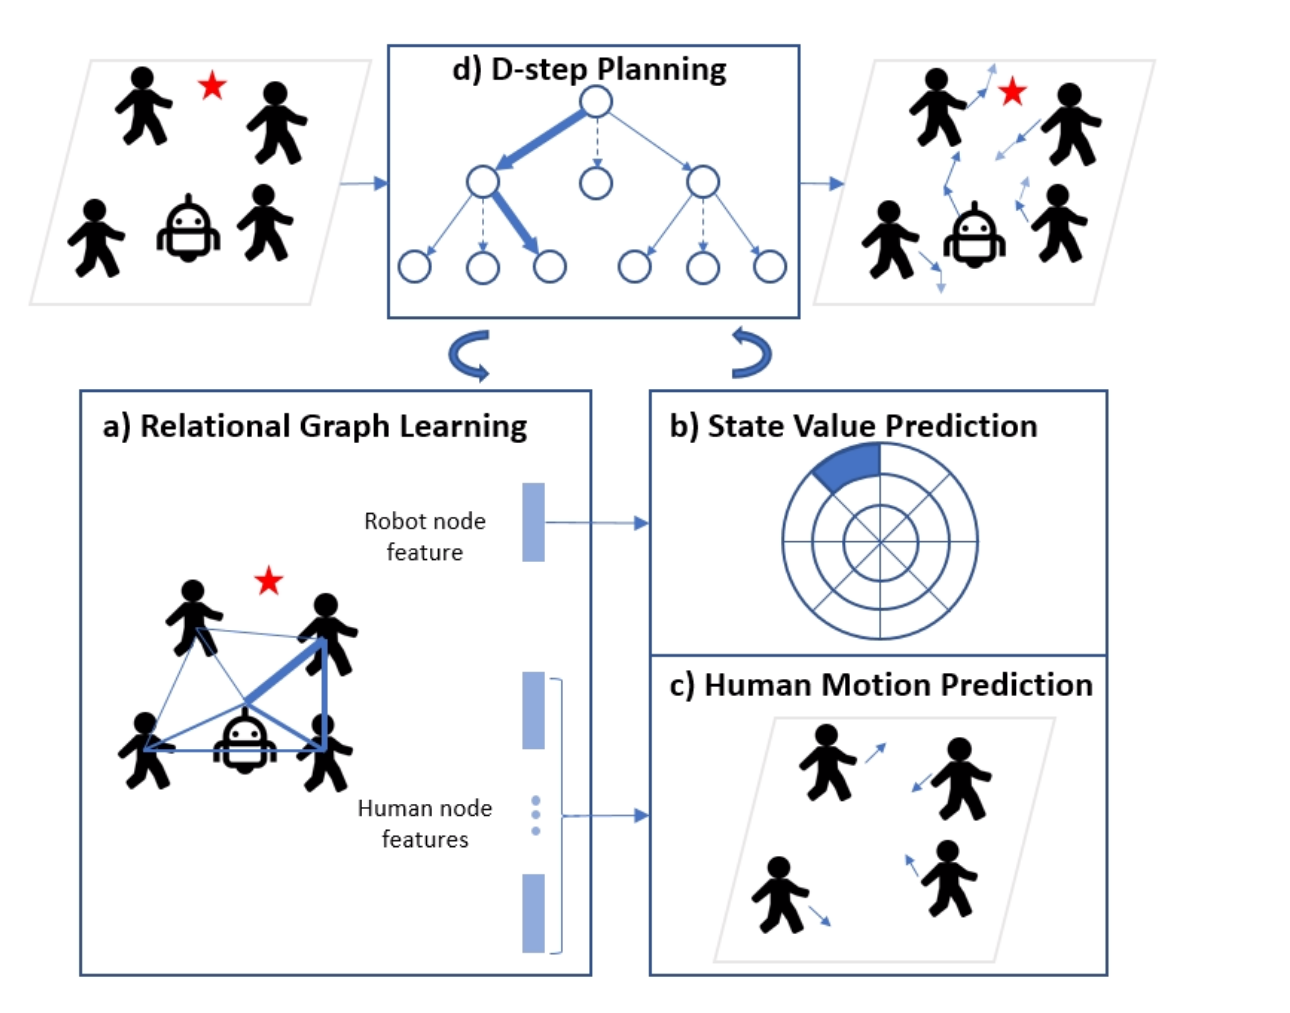 d) D-step Planning
a) Relational Graph Learning
Robot node
feature
Human node
features
b) State Value Prediction
c) Human Motion Prediction